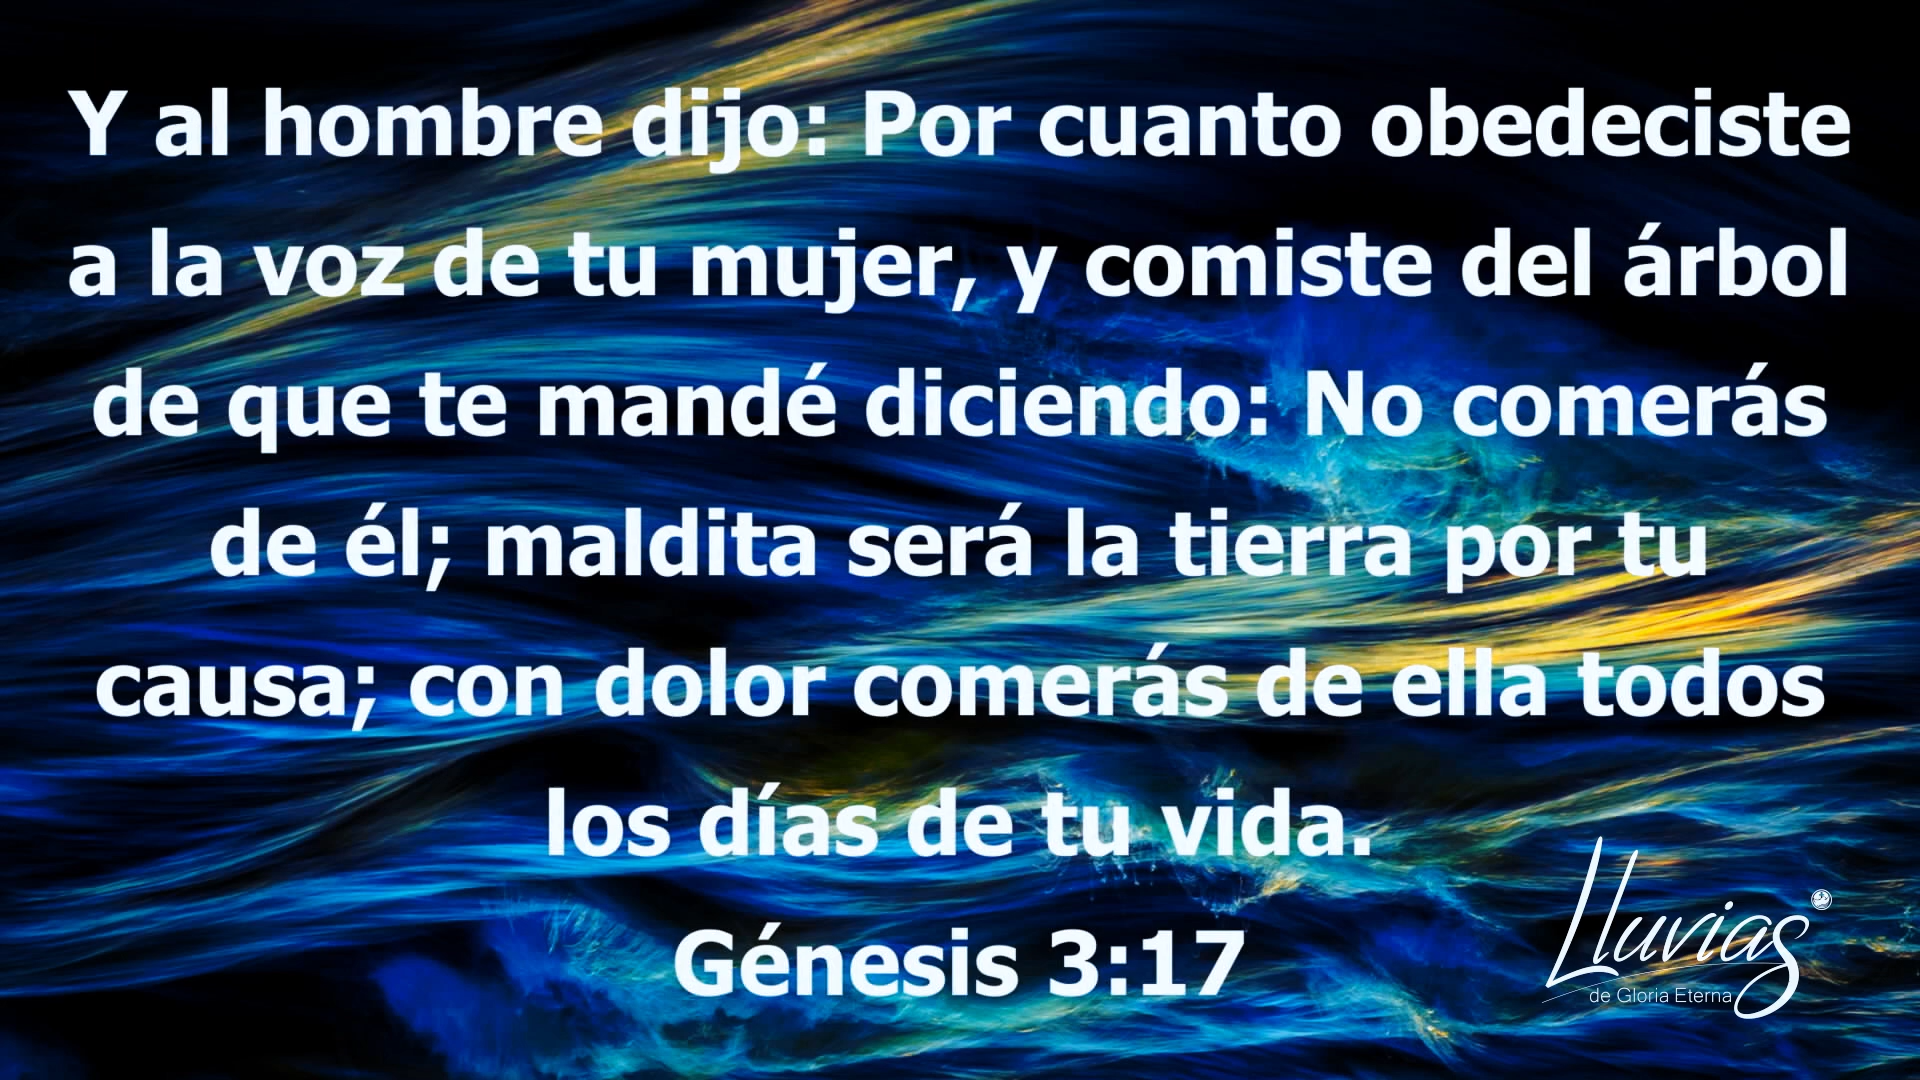 Y al hombre dijo: Por cuanto obedeciste
a la voz de tu mujer, y comiste del árbol
de que te mandé diciendo: No comerás
de él; maldita será la tierra por tu
causa; con dolor comerás de ella todos
los días de tu vida.
Génesis 3:17
Lluvias
de Gloria Eterna